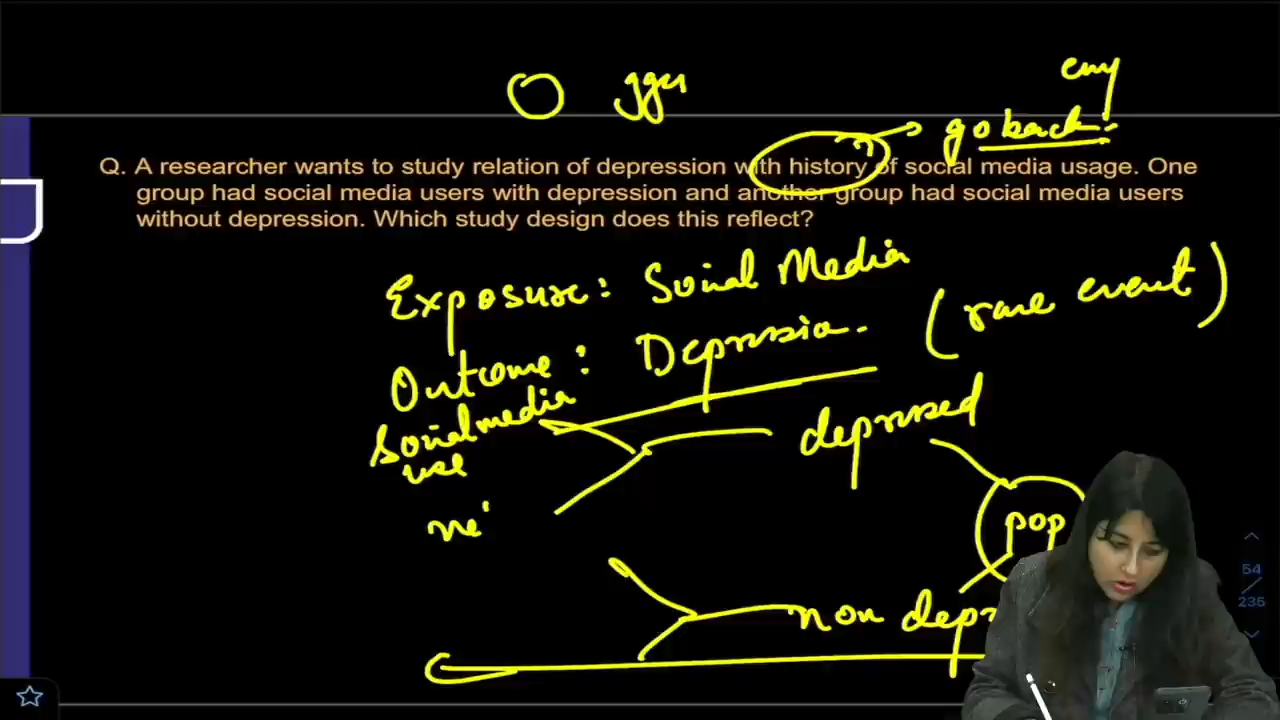 go back.
Q. A researcher wants to study relation of depression with history of social media usage. One
group had social media users with depression and another group had social media users
without depression. Which study design does this reflect?
Exposure: Social Media
Outcome: Depression. (rare event)
social media
use
depressed
pop
non depr
54
235